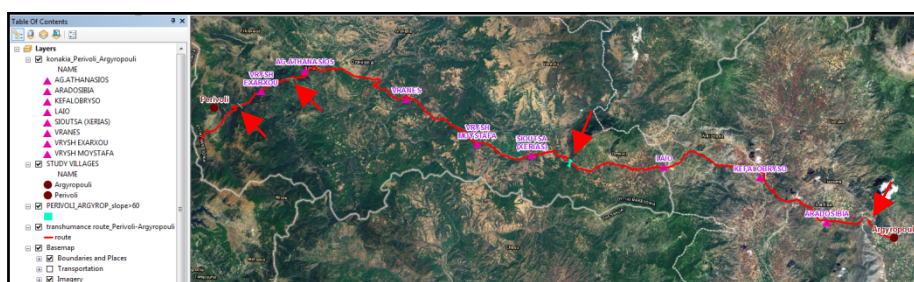 Table Of Contents
Layers
konakia_Perivoli_Argyropouli
NAME
AG.ATHANASIOS
ARADOSIBIA
KEFALOBRYSO
LAIO
SIOUTSA (XERIAS)
VRANES
VRYSH EXARXOU
VRYSH MOYSTAFA
STUDY VILLAGES
NAME
Argyropouli
Perivoli
PERIVOLI_ARGYROP_slope>60
transhumance route_Perivoli-Argyropouli
route
Basemap
Boundaries and Places
Transportation
Imagery
AG.ATHANASIOS
VRYSH
EXARXOU
Perivoli
VRANES
VRYSH
MOYSTAFA
SIOUTSA
(XERIAS)
LAIO
KEFALOBRYSO
ARADOSIBIA
Argyropouli